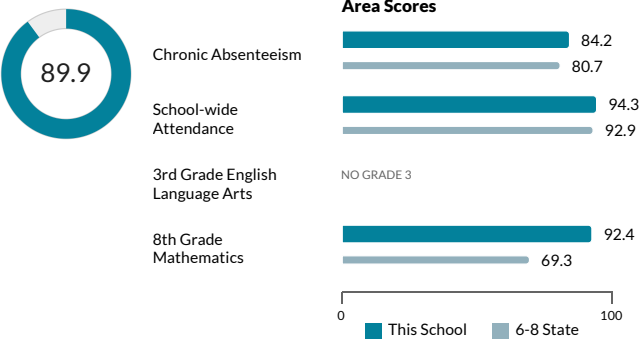 Area Scores
89.9
Chronic Absenteeism
84.2
80.7
School-wide
Attendance
94.3
92.9
3rd Grade English
Language Arts
NO GRADE 3
8th Grade
Mathematics
92.4
69.3
0
100
This School
6-8 State